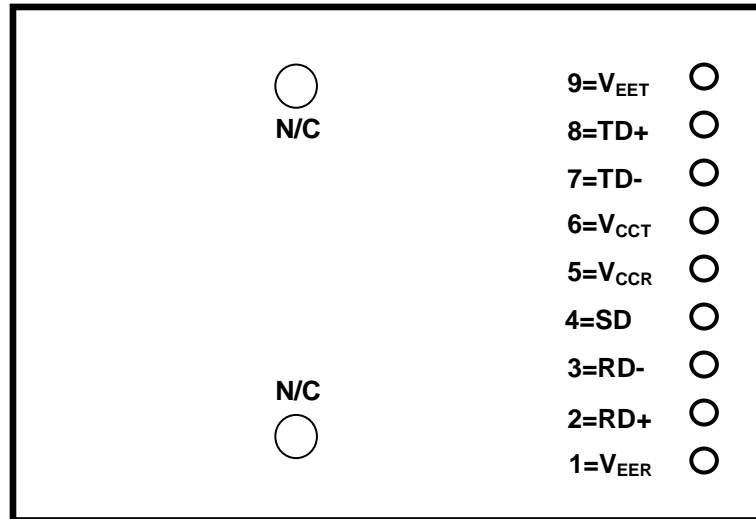 9=VEET
N/C
8=TD+
7=TD-
6=VCCT
5=VCCR
4=SD
3=RD-
N/C
2=RD+
1=VEER